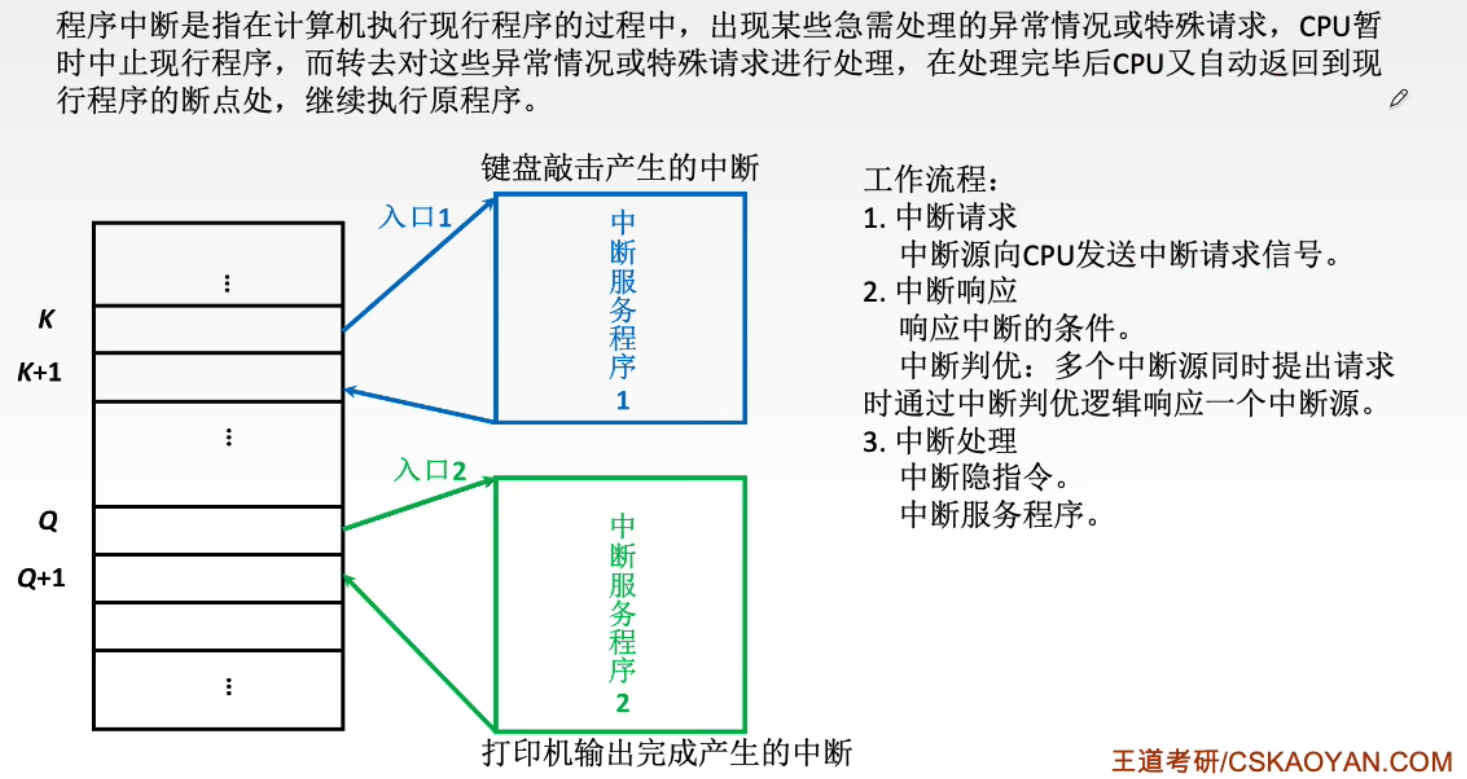 程序中断是指在计算机执行现行程序的过程中，出现某些急需处理的异常情况或特殊请求，CPU暂
时中止现行程序，而转去对这些异常情况或特殊请求进行处理，在处理完毕后CPU又自动返回到现
行程序的断点处，继续执行原程序。
键盘敲击产生的中断
入口1
中断服务程序1
K
K+1
入口2
中断服务程序2
Q
Q+1
打印机输出完成产生的中断
工作流程：
1. 中断请求
中断源向CPU发送中断请求信号。
2. 中断响应
响应中断的条件。
中断判优：多个中断源同时提出请求
时通过中断判优逻辑响应一个中断源。
3. 中断处理
中断隐指令。
中断服务程序。
王道考研/CSKAOYAN.COM